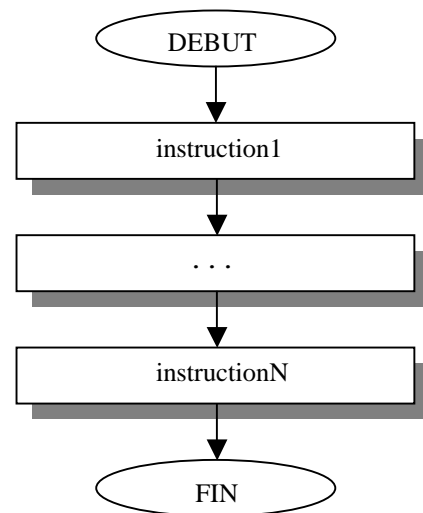 DEBUT
instruction1
. . .
instructionN
FIN